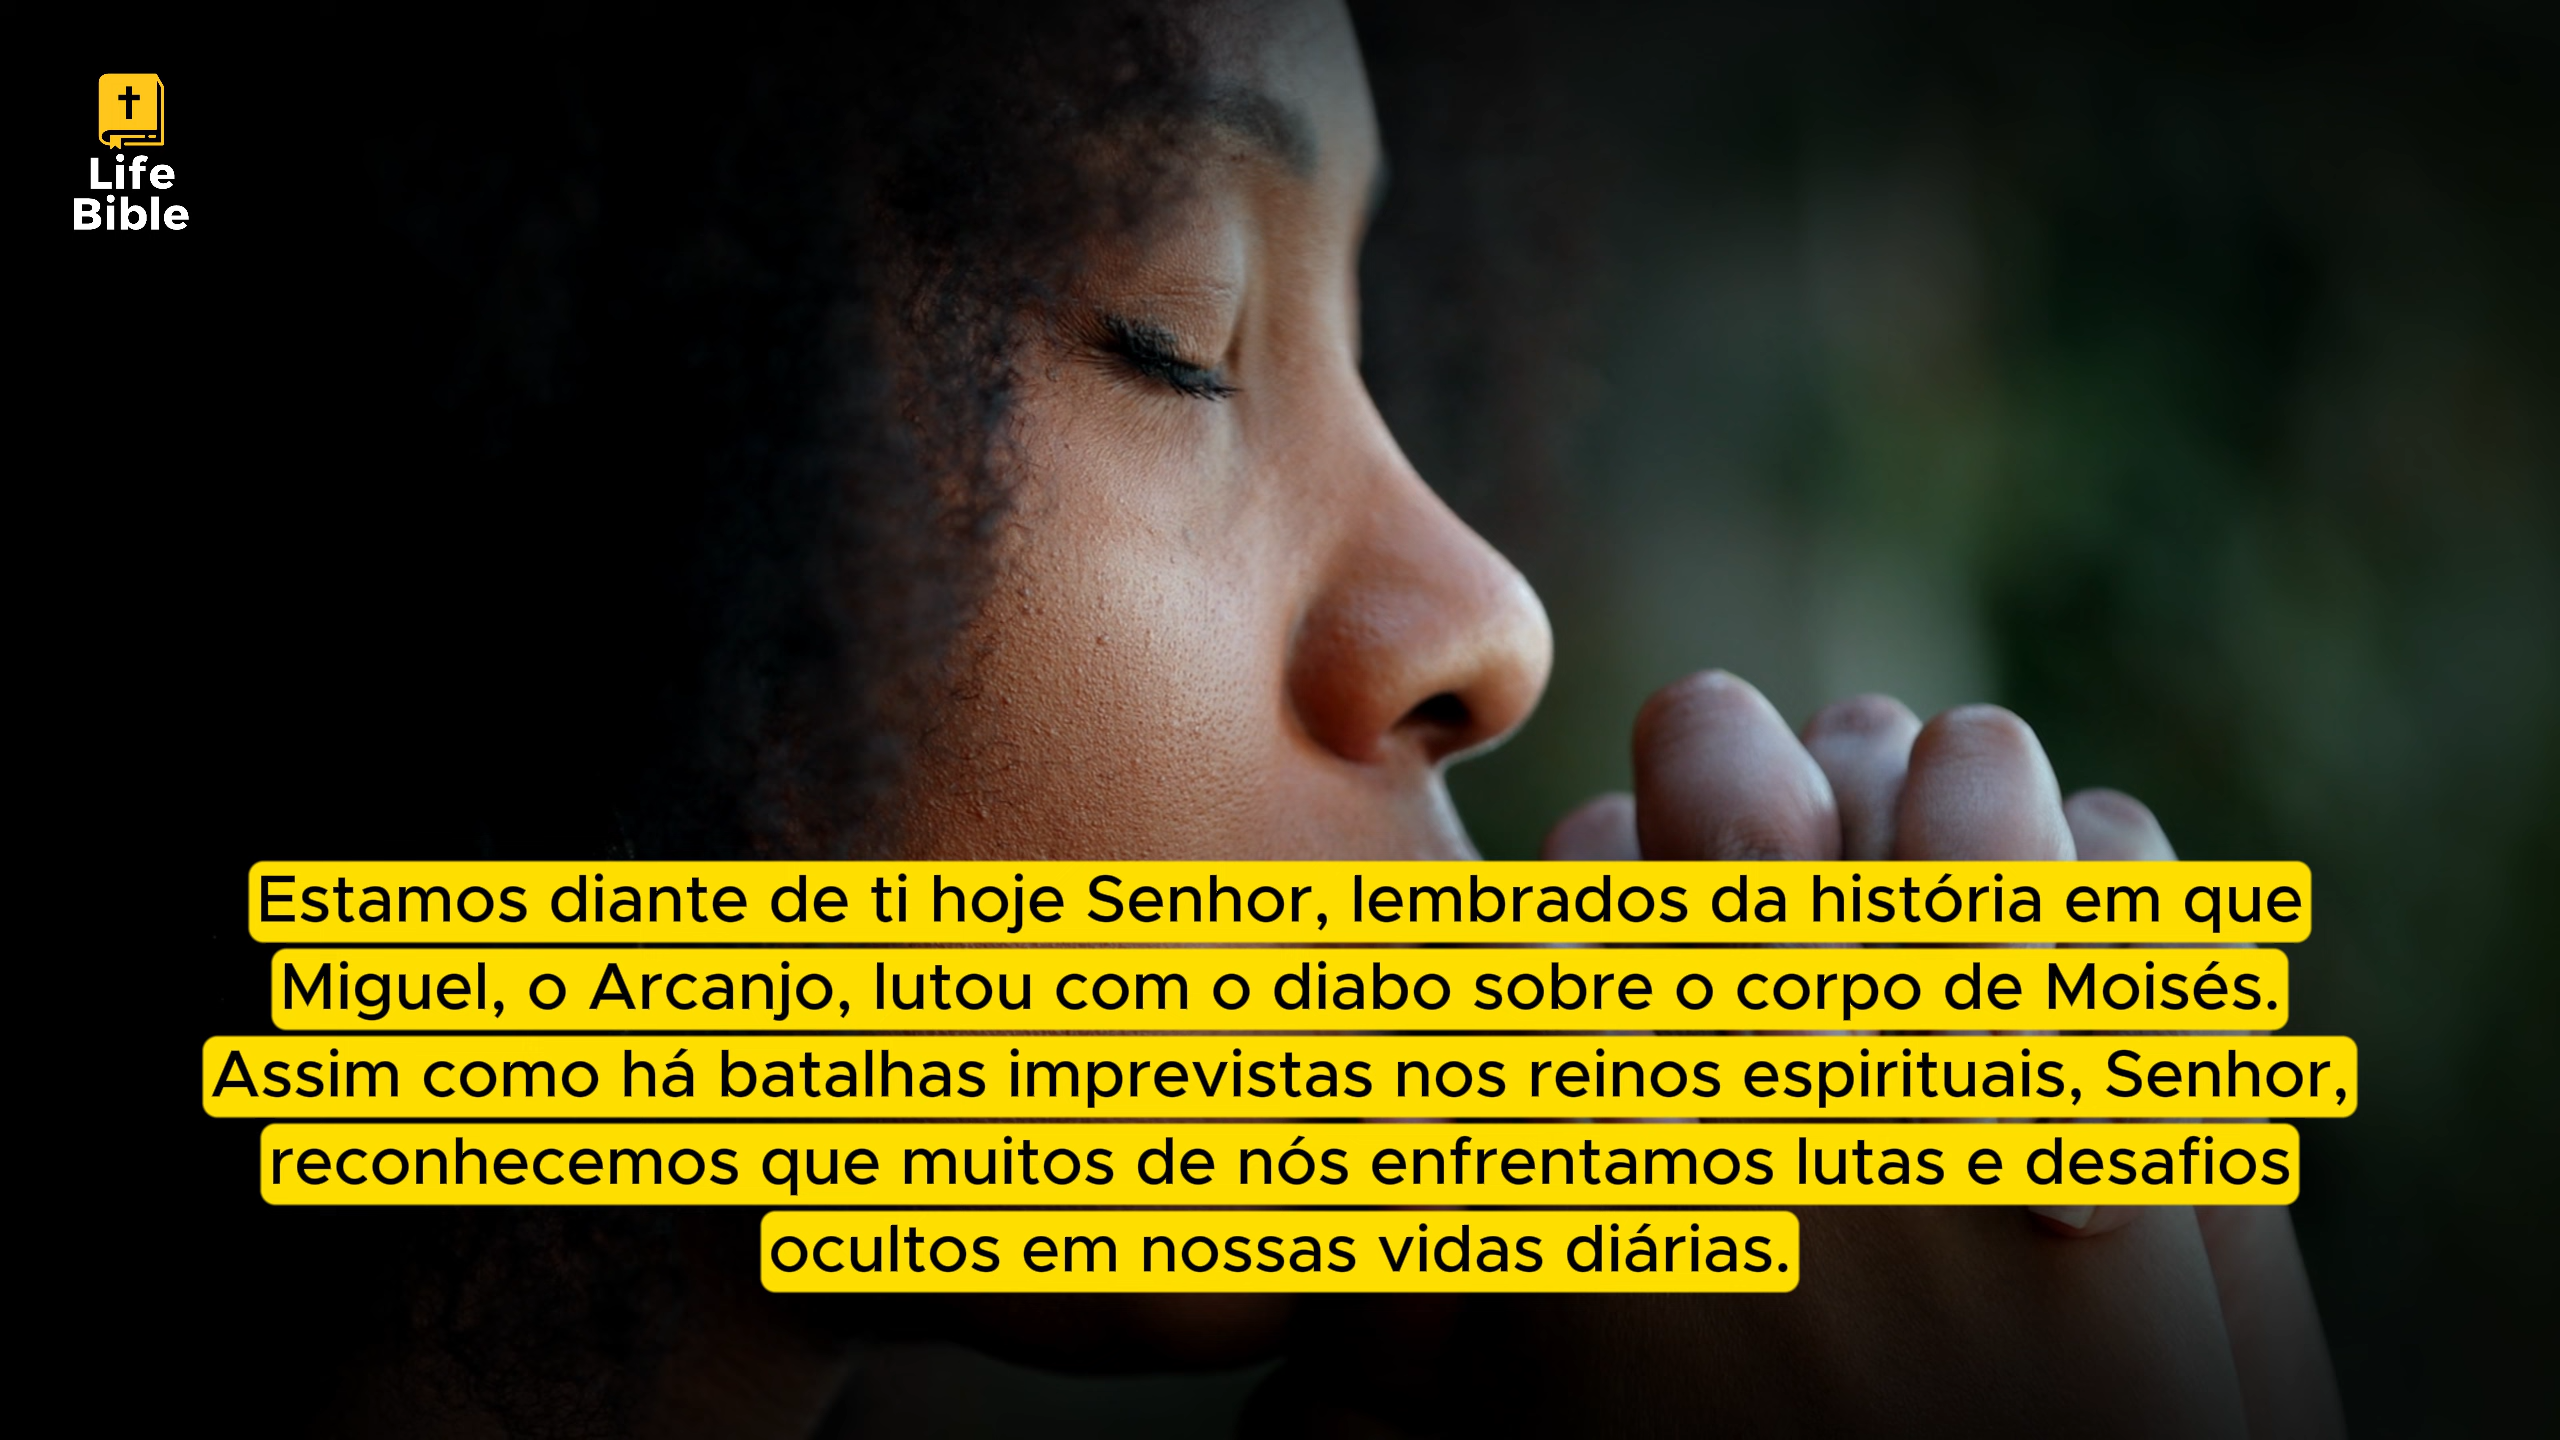 Life
Bible
Estamos diante de ti hoje Senhor, lembrados da história em que
Miguel, o Arcanjo, lutou com o diabo sobre o corpo de Moisés.
Assim como há batalhas imprevistas nos reinos espirituais, Senhor,
reconhecemos que muitos de nós enfrentamos lutas e desafios
ocultos em nossas vidas diárias.